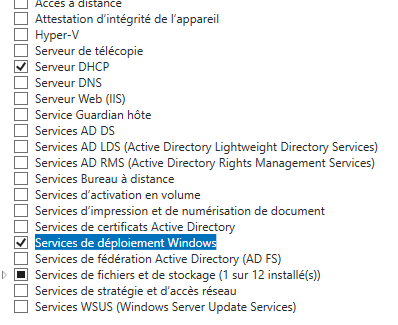 Accès à distance
Attestation d'intégrité de l'appareil
Hyper-V
Serveur de télécopie
Serveur DHCP
Serveur DNS
Serveur Web (IIS)
Service Guardian hôte
Services AD DS
Services AD LDS (Active Directory Lightweight Directory Services)
Services AD RMS (Active Directory Rights Management Services)
Services Bureau à distance
Services d'activation en volume
Services d'impression et de numérisation de document
Services de certificats Active Directory
Services de déploiement Windows
Services de fédération Active Directory (AD FS)
Services de fichiers et de stockage (1 sur 12 installé(s))
Services de stratégie et d'accès réseau
Services WSUS (Windows Server Update Services)